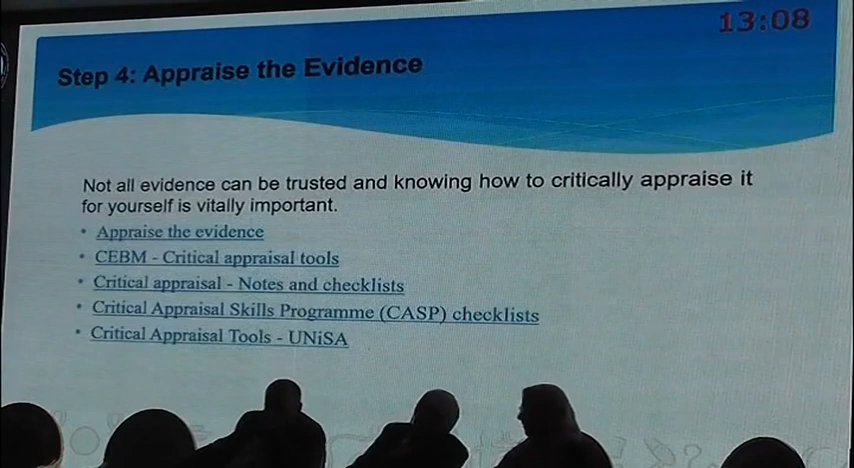 13:08
Step 4: Appraise the Evidence
Not all evidence can be trusted and knowing how to critically appraise it
for yourself is vitally important.
• Appraise the evidence
• CEBM - Critical appraisal tools
• Critical appraisal - Notes and checklists
• Critical Appraisal Skills Programme (CASP) checklists
• Critical Appraisal Tools - UNiSA